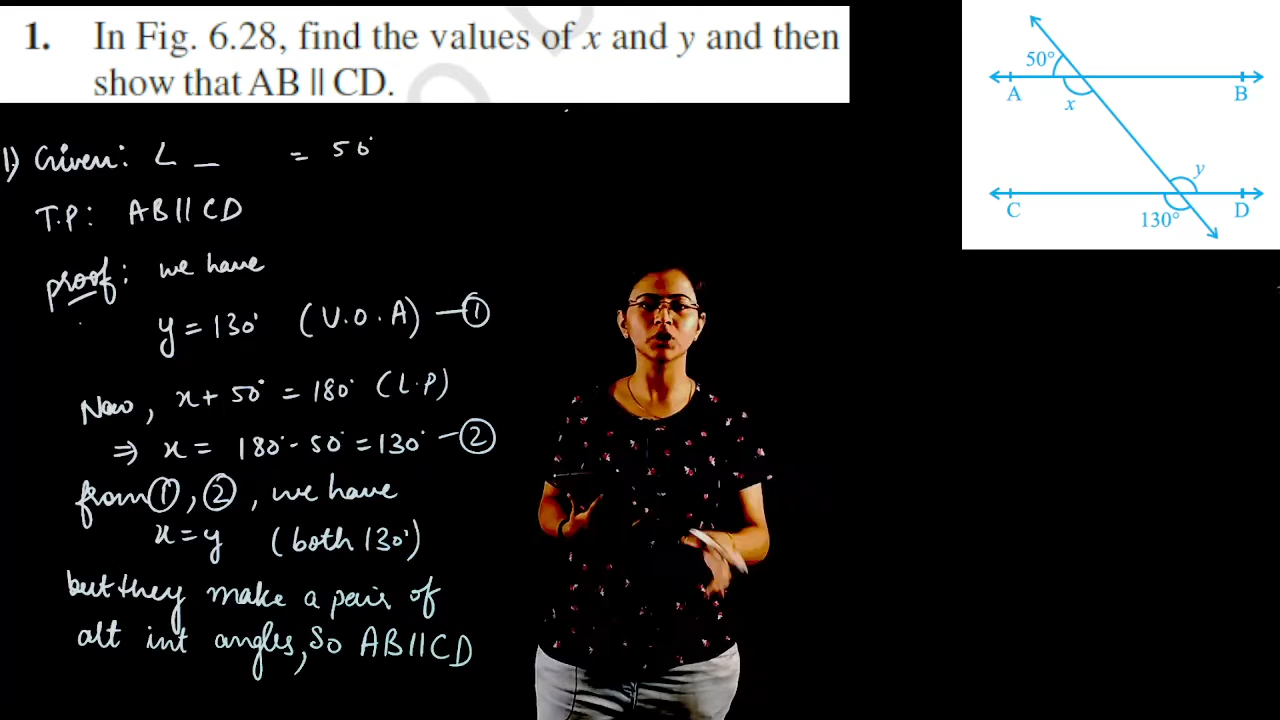 1. In Fig. 6.28, find the values of x and y and then
show that AB || CD.
50°
A
B
x
y
C
130°
D
1) Given: ∠ _ = 50°
T.P: AB || CD
proof: we have
y = 130° (V.O.A) — ①
Now, x + 50° = 180° (L.P)
⇒ x = 180° - 50° = 130° — ②
from ①, ②, we have
x = y (both 130°)
but they make a pair of
alt int angles, So AB || CD